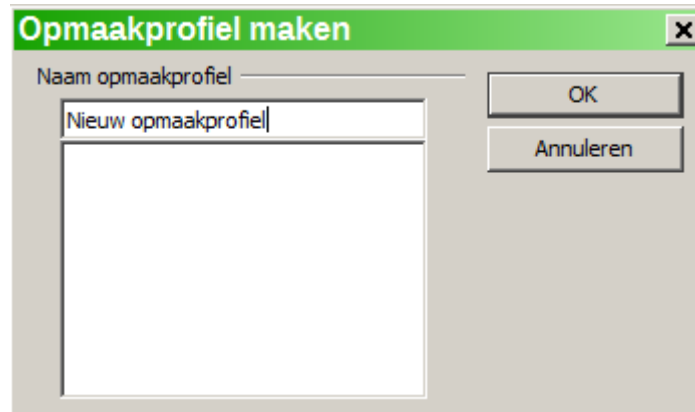 Opmaakprofiel maken
Naam opmaakprofiel
Nieuw opmaakprofiel
OK
Annuleren